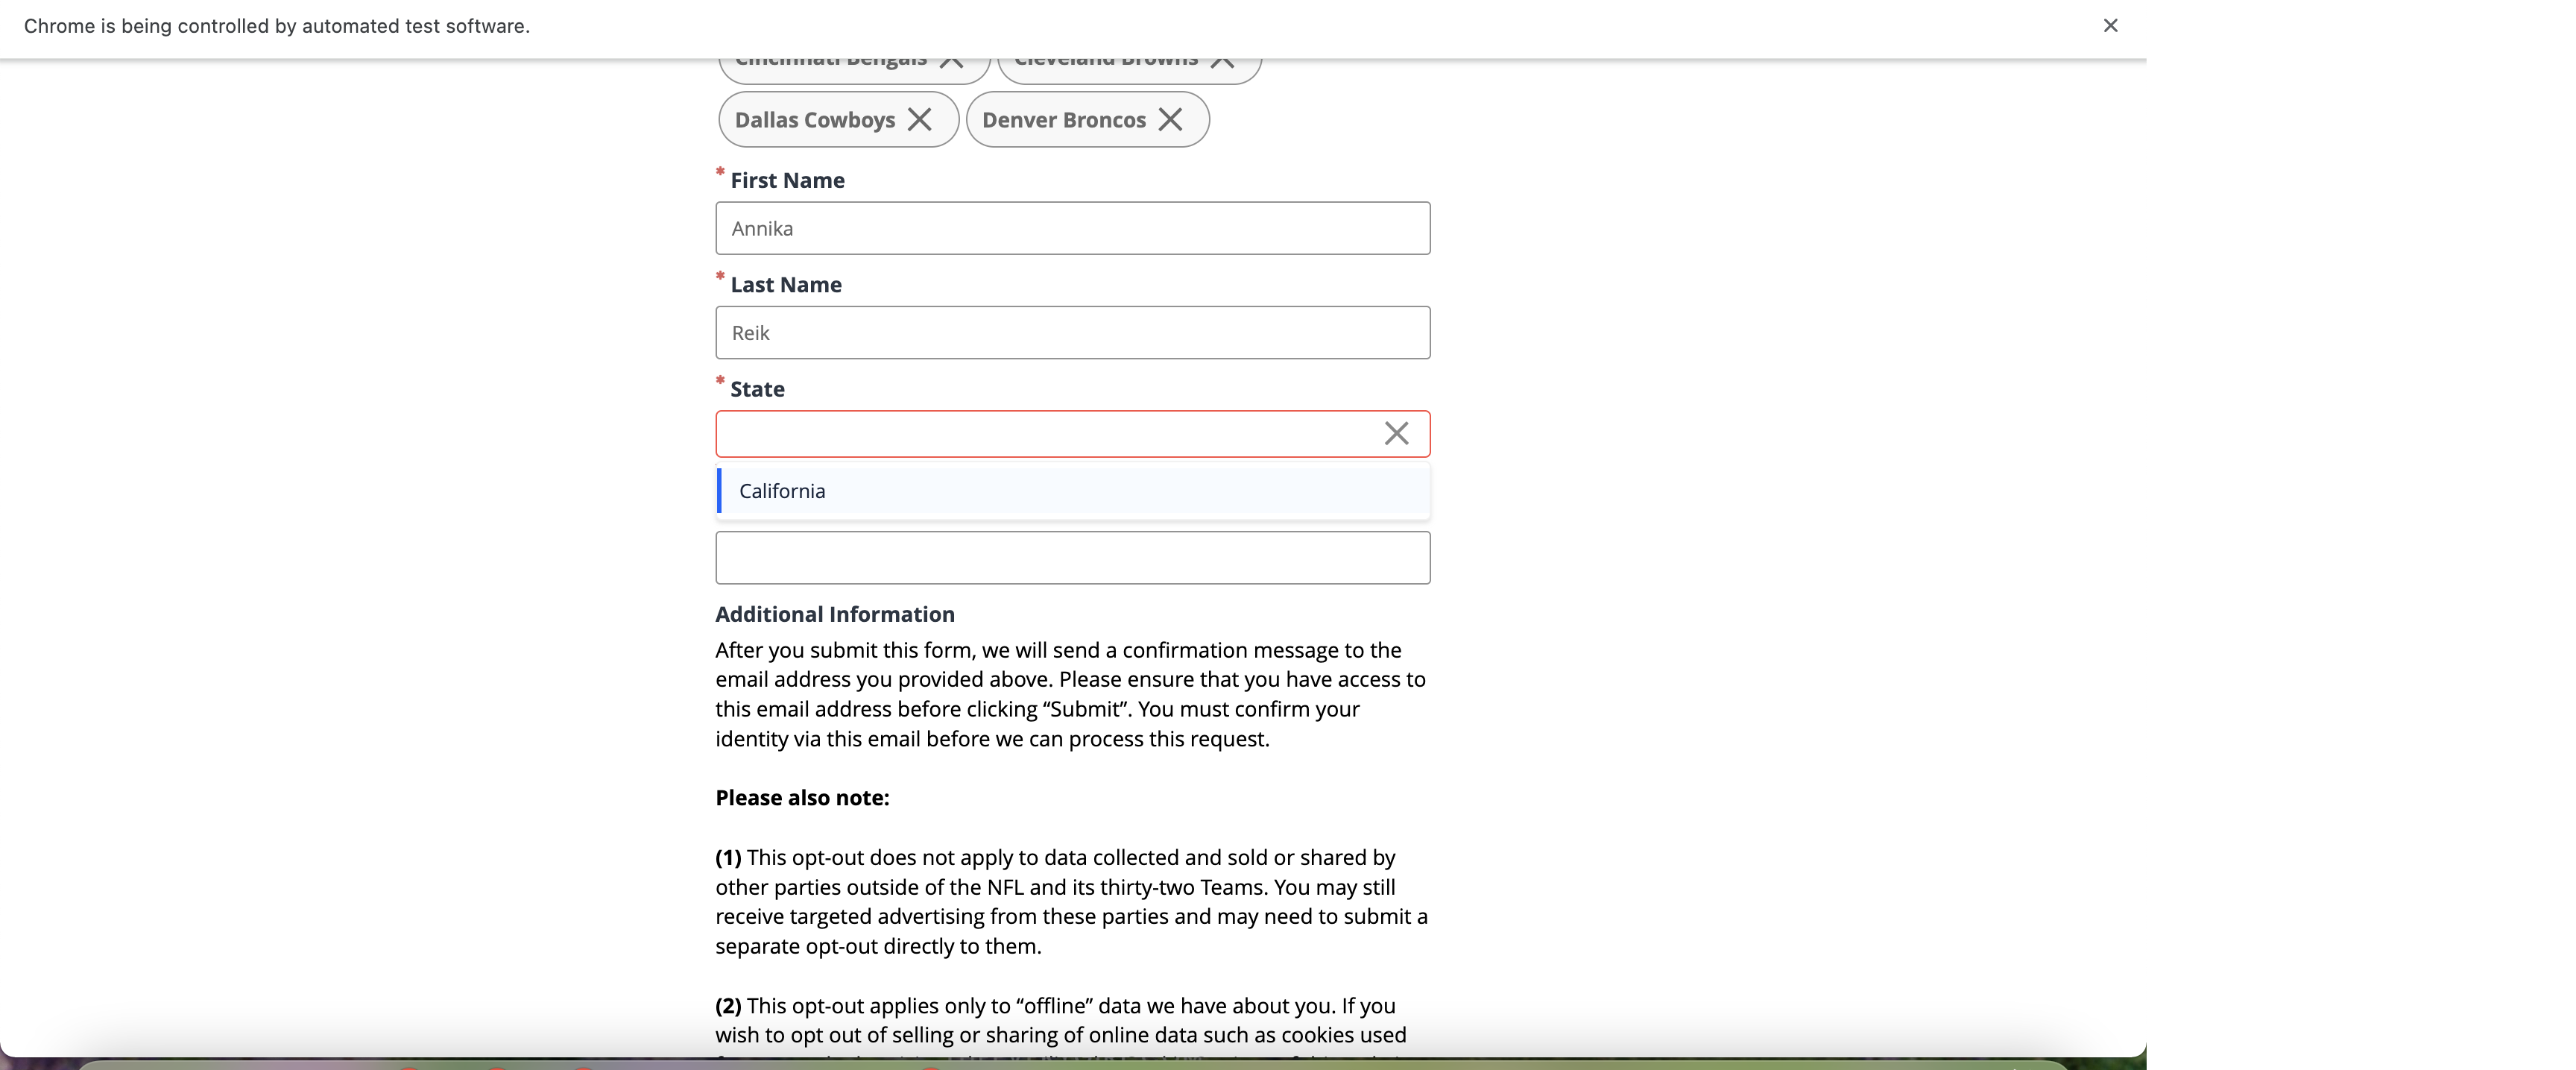 Chrome is being controlled by automated test software.
Cincinnati Bengals Cleveland Browns
Dallas Cowboys Denver Broncos
* First Name
Annika
* Last Name
Reik
* State
California
Additional Information
After you submit this form, we will send a confirmation message to the
email address you provided above. Please ensure that you have access to
this email address before clicking “Submit”. You must confirm your
identity via this email before we can process this request.
Please also note:
(1) This opt-out does not apply to data collected and sold or shared by
other parties outside of the NFL and its thirty-two Teams. You may still
receive targeted advertising from these parties and may need to submit a
separate opt-out directly to them.
(2) This opt-out applies only to “offline” data we have about you. If you
wish to opt out of selling or sharing of online data such as cookies used